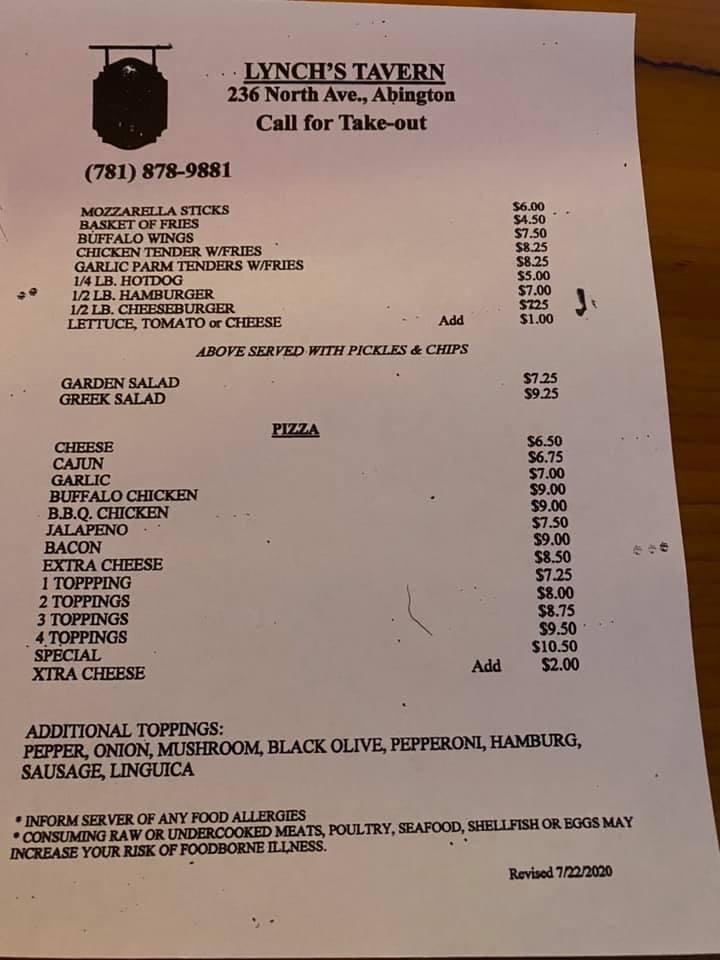 LYNCH'S TAVERN
236 North Ave., Abington
Call for Take-out
(781) 878-9881
MOZZARELLA STICKS $6.00
BASKET OF FRIES $4.50
BUFFALO WINGS $7.50
CHICKEN TENDER W/FRIES $8.25
GARLIC PARM TENDERS W/FRIES $8.25
1/4 LB. HOTDOG $5.00
1/2 LB. HAMBURGER $7.00
1/2 LB. CHEESEBURGER $725
LETTUCE, TOMATO or CHEESE Add $1.00
ABOVE SERVED WITH PICKLES & CHIPS
GARDEN SALAD $7.25
GREEK SALAD $9.25
PIZZA
CHEESE $6.50
CAJUN $6.75
GARLIC $7.00
BUFFALO CHICKEN $9.00
B.B.Q. CHICKEN $9.00
JALAPENO $7.50
BACON $9.00
EXTRA CHEESE $8.50
1 TOPPPING $7.25
2 TOPPINGS $8.00
3 TOPPINGS $8.75
4 TOPPINGS $9.50
SPECIAL $10.50
XTRA CHEESE Add $2.00
ADDITIONAL TOPPINGS:
PEPPER, ONION, MUSHROOM, BLACK OLIVE, PEPPERONI, HAMBURG,
SAUSAGE, LINGUICA
* INFORM SERVER OF ANY FOOD ALLERGIES
* CONSUMING RAW OR UNDERCOOKED MEATS, POULTRY, SEAFOOD, SHELLFISH OR EGGS MAY
INCREASE YOUR RISK OF FOODBORNE ILLNESS.
Revised 7/22/2020